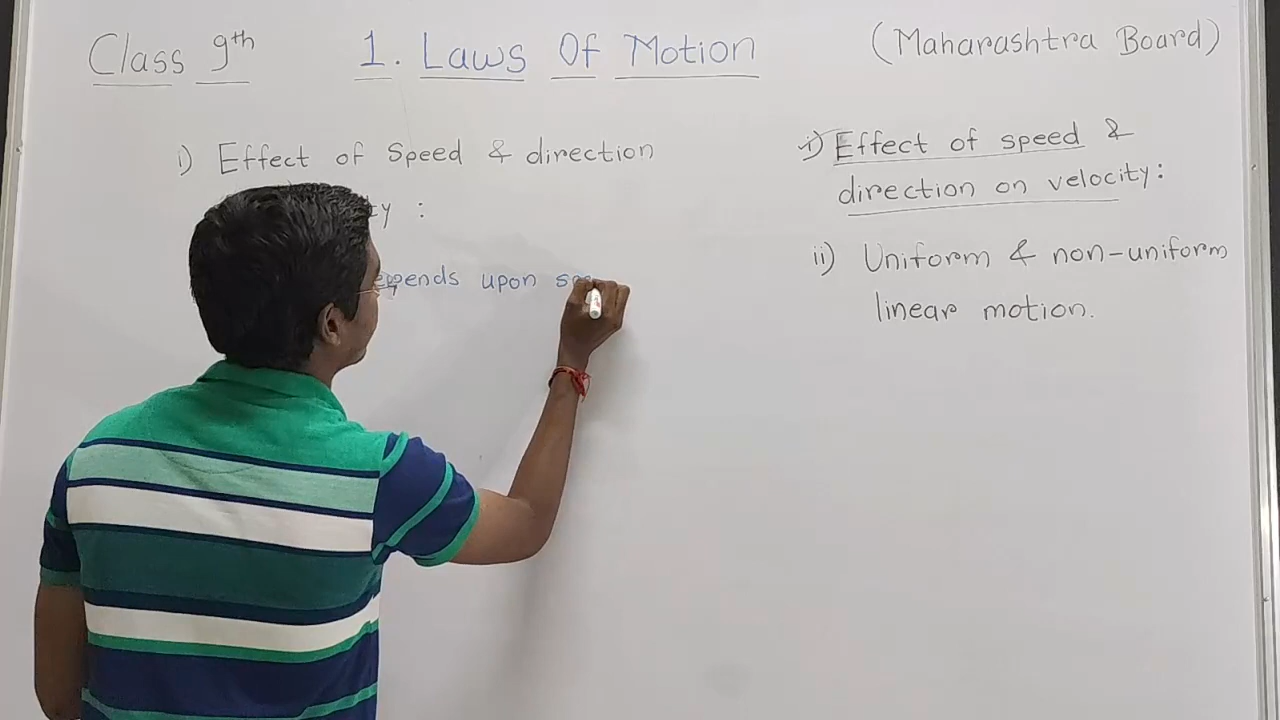 Class 9th 1. Laws Of Motion (Maharashtra Board)
i) Effect of Speed & direction
:
depends upon
i) Effect of speed &
direction on velocity:
ii) Uniform & non-uniform
linear motion.